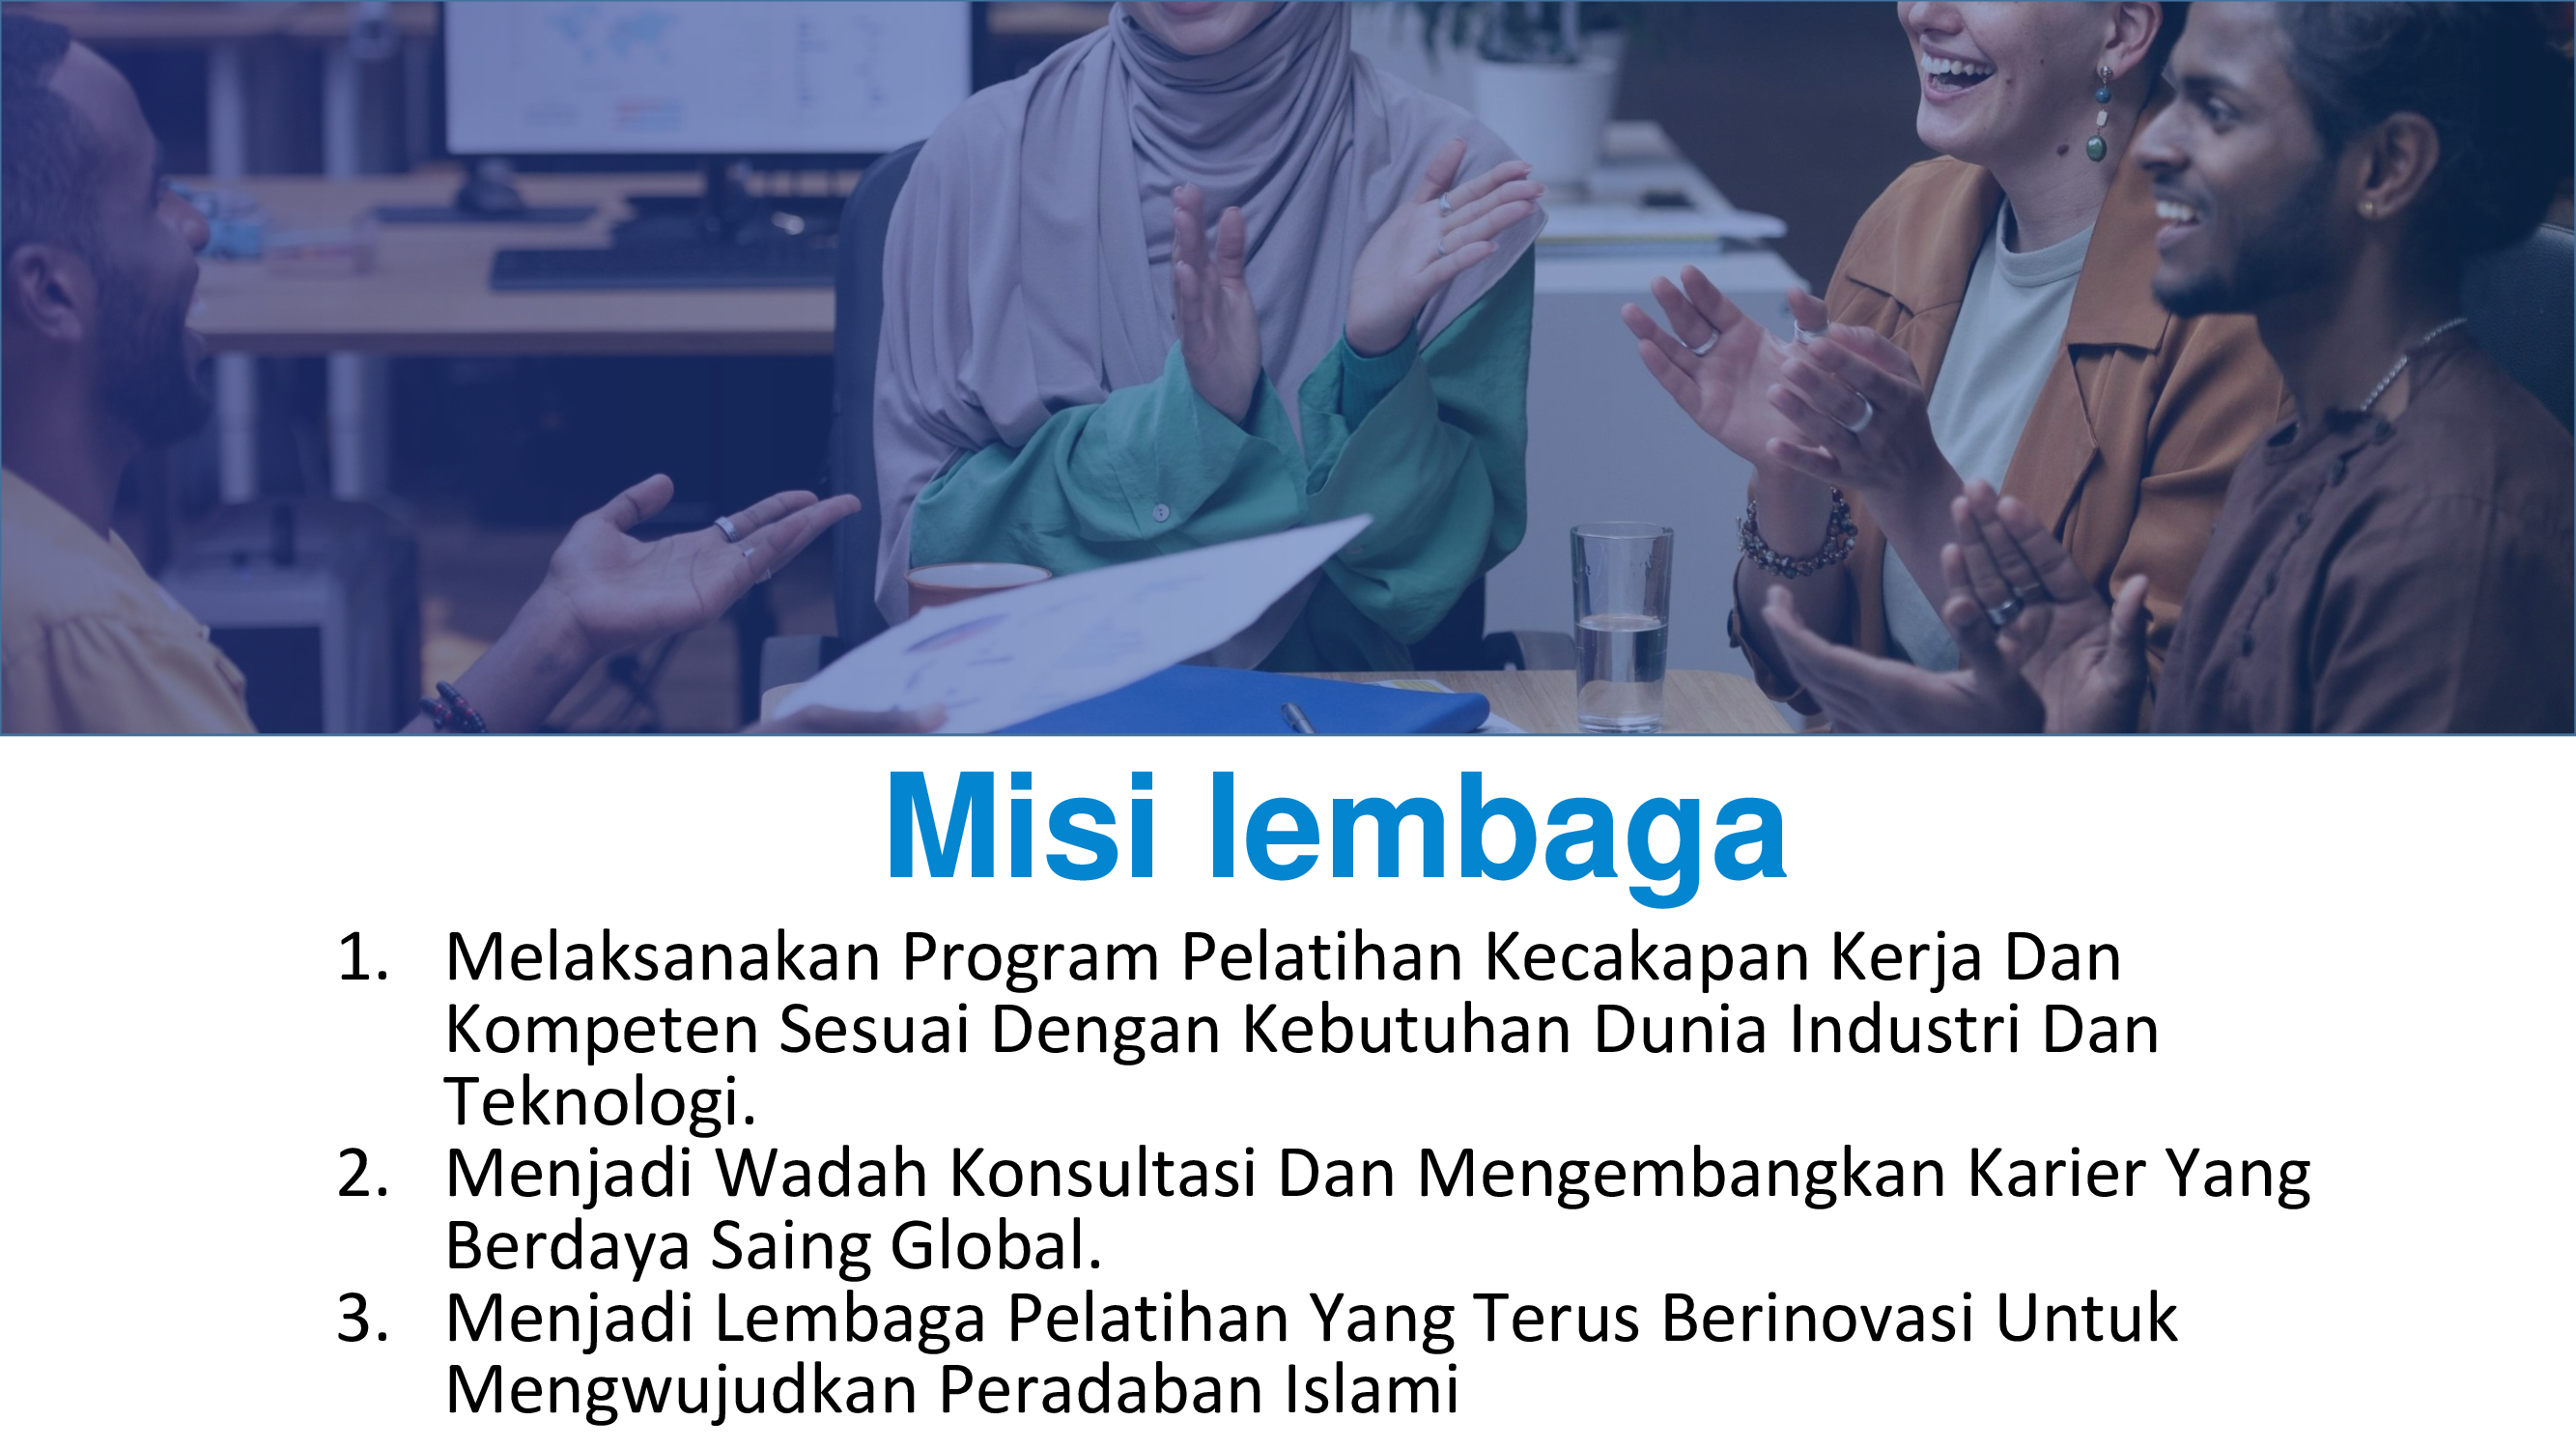 Misi lembaga
1. Melaksanakan Program Pelatihan Kecakapan Kerja Dan
Kompeten Sesuai Dengan Kebutuhan Dunia Industri Dan
Teknologi.
2. Menjadi Wadah Konsultasi Dan Mengembangkan Karier Yang
Berdaya Saing Global.
3. Menjadi Lembaga Pelatihan Yang Terus Berinovasi Untuk
Mengwujudkan Peradaban Islami